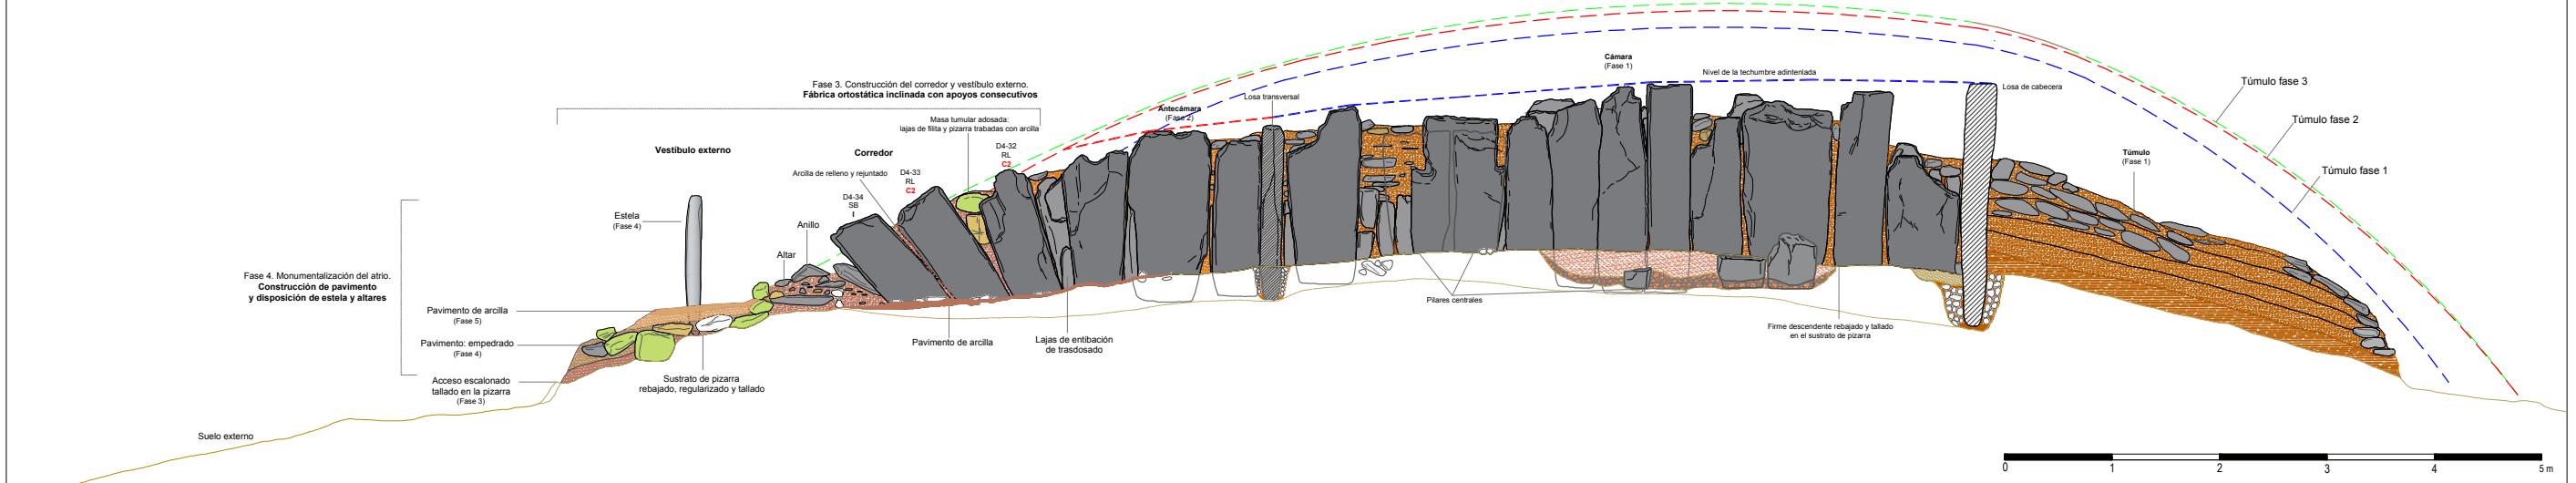 Fase 3. Construcción del corredor y vestíbulo externo.
Fábrica ortostática inclinada con apoyos consecutivos
Masa tumular adosada:
lajas de filita y pizarra trabadas con arcilla
Vestíbulo externo
Corredor
Arcilla de relleno y rejuntado
D4-32
RL
C2
D4-33
RL
C2
D4-34
SB
I
Antecámara
(Fase 2)
Losa transversal
Cámara
(Fase 1)
Nivel de la techumbre adintenlada
Losa de cabecera
Túmulo fase 3
Túmulo fase 2
Túmulo fase 1
Túmulo
(Fase 1)
Estela
(Fase 4)
Anillo
Altar
Fase 4. Monumentalización del atrio.
Construcción de pavimento
y disposición de estela y altares
Pavimento de arcilla
(Fase 5)
Pavimento: empedrado
(Fase 4)
Acceso escalonado
tallado en la pizarra
(Fase 3)
Sustrato de pizarra
rebajado, regularizado y tallado
Pavimento de arcilla
Lajas de entibación
de trasdosado
Pilares centrales
Firme descendente rebajado y tallado
en el sustrato de pizarra
Suelo externo
0 1 2 3 4 5 m